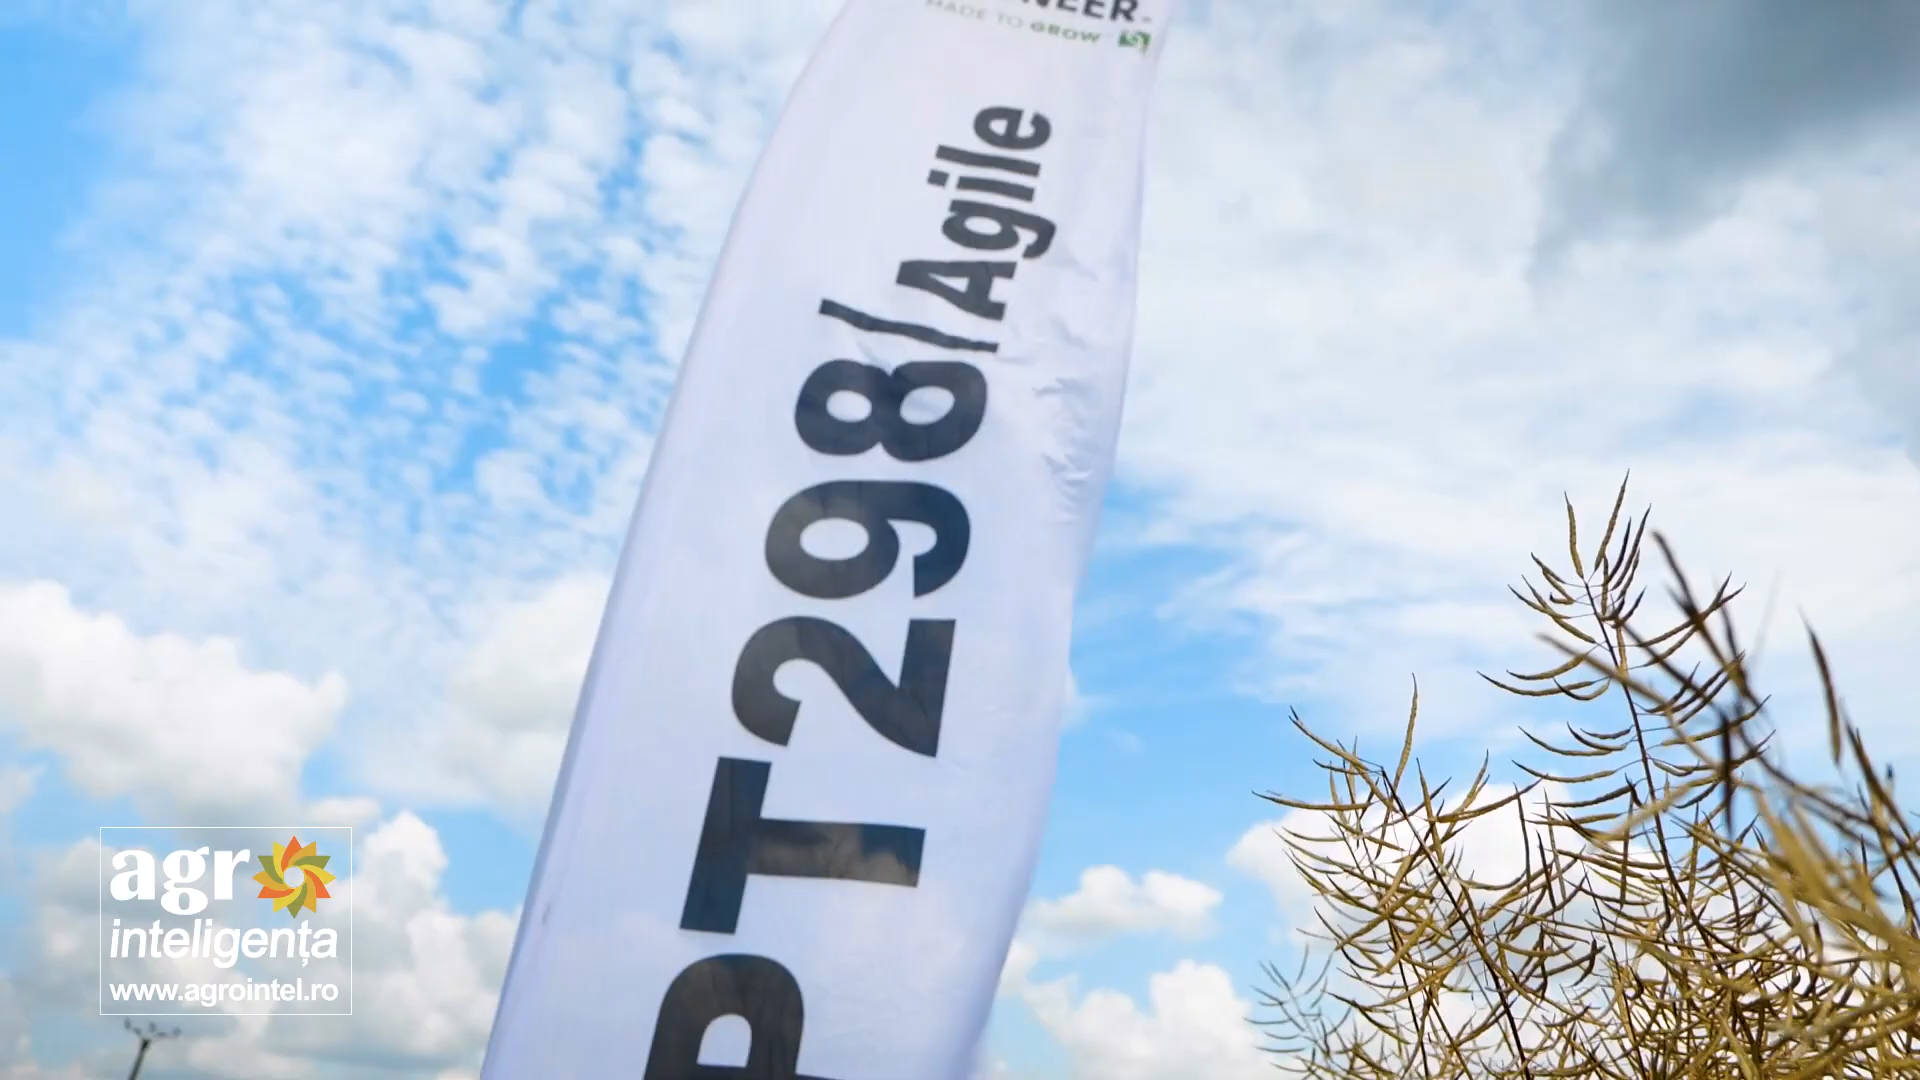 NEER
MADE TO GROW
PT298/Agile
agr
inteligența
www.agrointel.ro